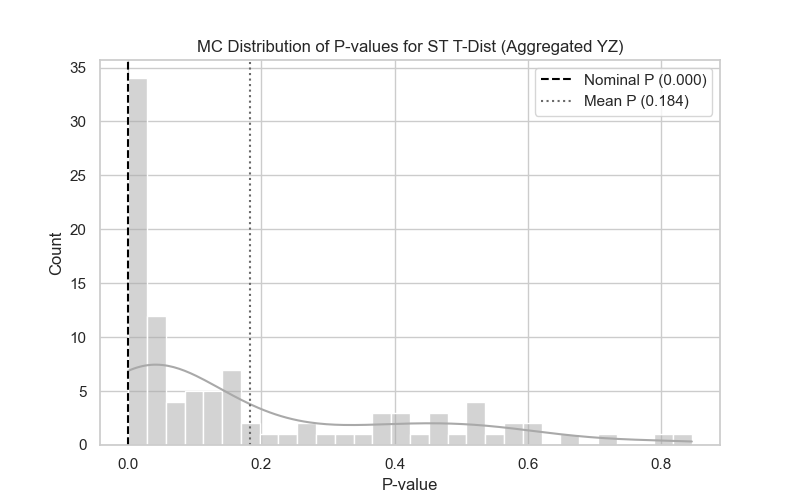 MC Distribution of P-values for ST T-Dist (Aggregated YZ)
Nominal P (0.000)
Mean P (0.184)
35
30
25
20
15
10
5
0
Count
0.0 0.2 0.4 0.6 0.8
P-value